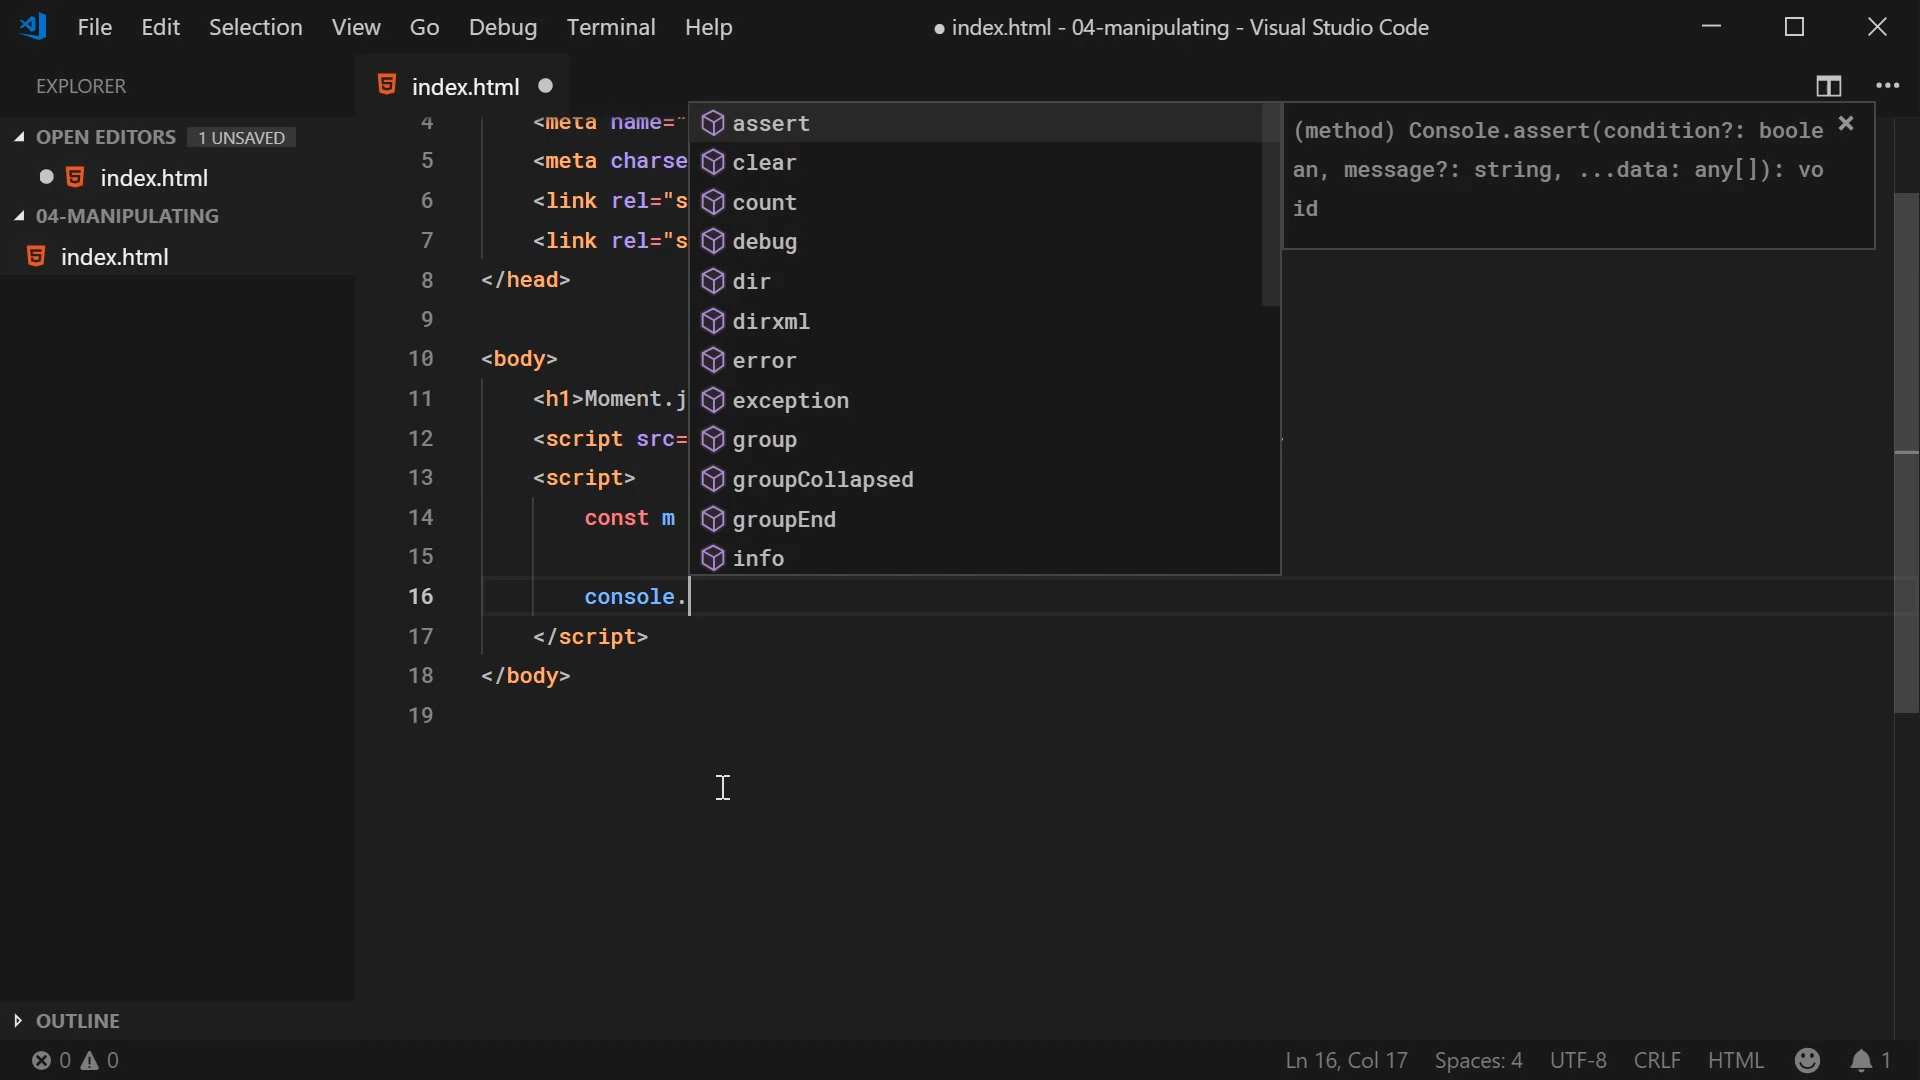 File Edit Selection View Go Debug Terminal Help
● index.html - 04-manipulating - Visual Studio Code
EXPLORER
OPEN EDITORS 1 UNSAVED
index.html
04-MANIPULATING
index.html
OUTLINE
index.html
4 <meta name="
5 <meta charse
6 <link rel="s
7 <link rel="s
8 </head>
9
10 <body>
11 <h1>Moment.j
12 <script src=
13 <script>
14 const m
15
16 console.
17 </script>
18 </body>
19
assert
clear
count
debug
dir
dirxml
error
exception
group
groupCollapsed
groupEnd
info
(method) Console.assert(condition?: boole
an, message?: string, ...data: any[]): vo
id
0 0
Ln 16, Col 17 Spaces: 4 UTF-8 CRLF HTML 1